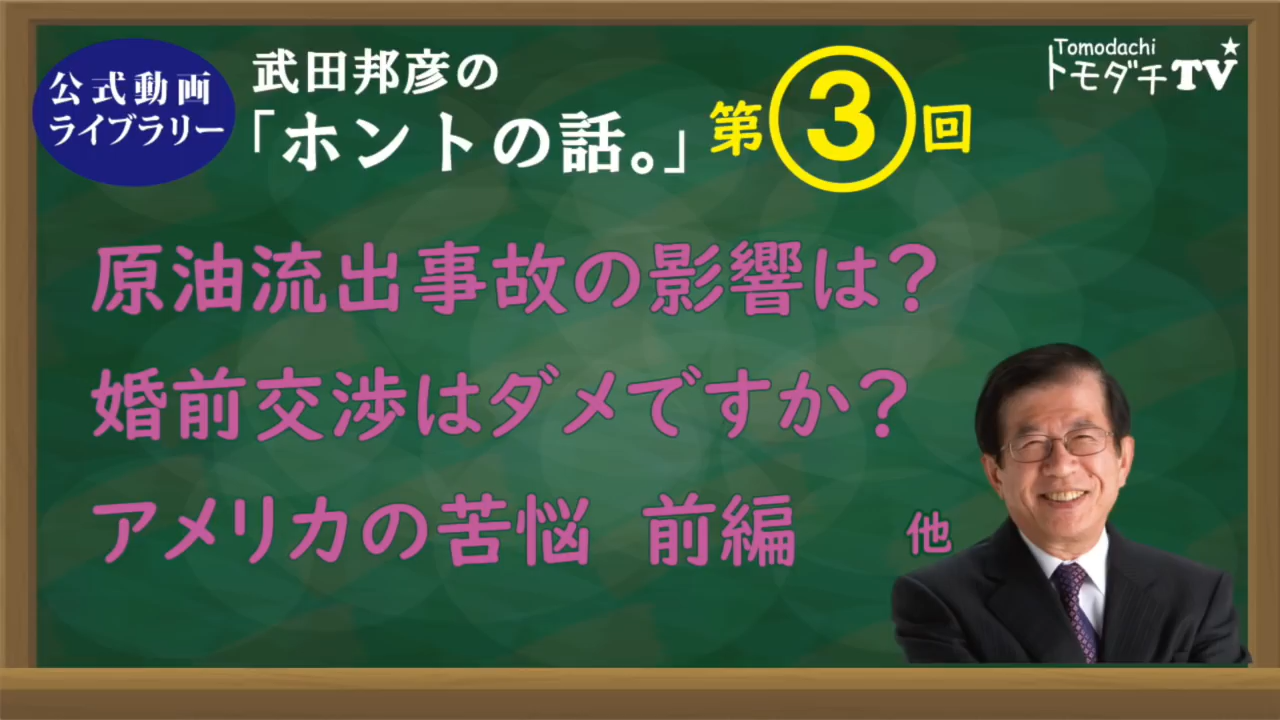 公式動画
ライブラリー
武田邦彦の
「ホントの話。」
第3回
Tomodachi
トモダチTV
原油流出事故の影響は?
婚前交渉はダメですか?
アメリカの苦悩 前編 他